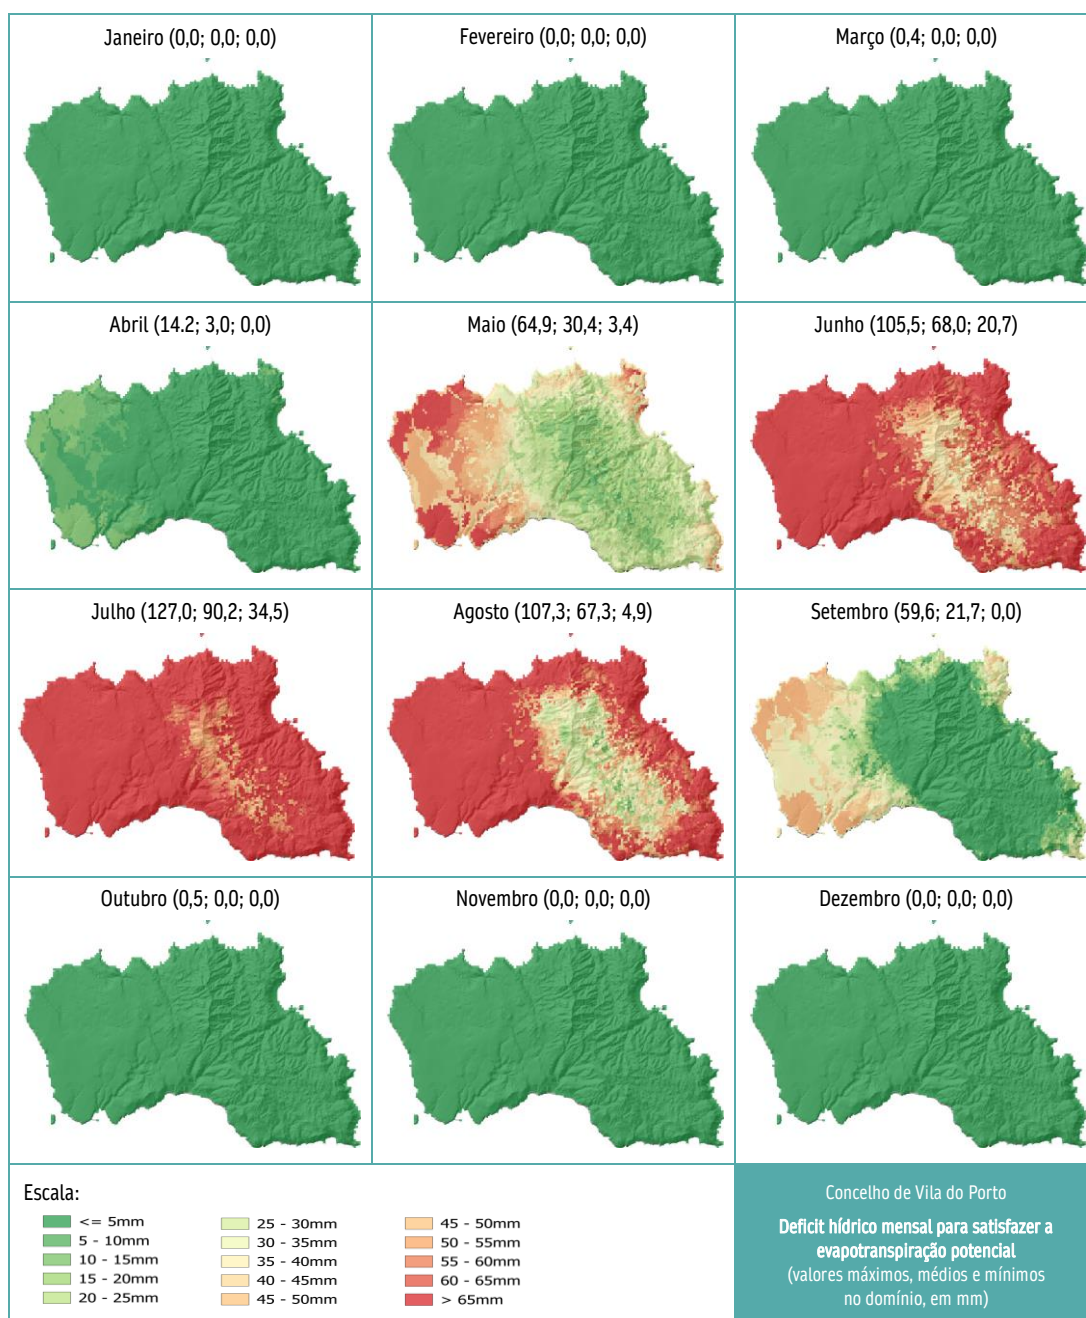 Janeiro (0,0; 0,0; 0,0)
Fevereiro (0,0; 0,0; 0,0)
Março (0,4; 0,0; 0,0)
Abril (14.2; 3,0; 0,0)
Maio (64,9; 30,4; 3,4)
Junho (105,5; 68,0; 20,7)
Julho (127,0; 90,2; 34,5)
Agosto (107,3; 67,3; 4,9)
Setembro (59,6; 21,7; 0,0)
Outubro (0,5; 0,0; 0,0)
Novembro (0,0; 0,0; 0,0)
Dezembro (0,0; 0,0; 0,0)
Escala:
<= 5mm
5 - 10mm
10 - 15mm
15 - 20mm
20 - 25mm
25 - 30mm
30 - 35mm
35 - 40mm
40 - 45mm
45 - 50mm
45 - 50mm
50 - 55mm
55 - 60mm
60 - 65mm
> 65mm
Concelho de Vila do Porto
Deficit hídrico mensal para satisfazer a
evapotranspiração potencial
(valores máximos, médios e mínimos
no domínio, em mm)